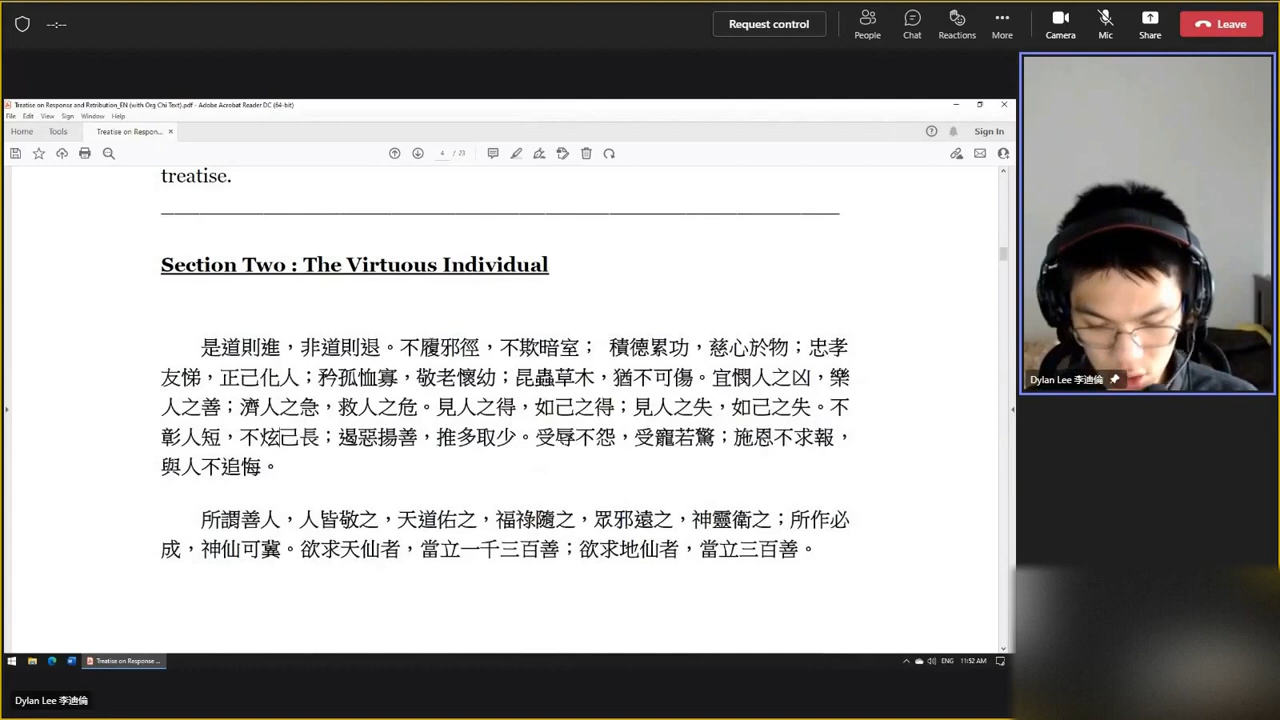 --:--
Request control
People
Chat
Reactions
More
Camera
Mic
Share
Leave
Treatise on Response and Retribution_EN (with Org Chi Text).pdf - Adobe Acrobat Reader DC (64-bit)
File Edit View Sign Window Help
Home Tools Treatise on Respon... × Sign In
4 / 23
treatise.
Section Two : The Virtuous Individual
是道則進，非道則退。不履邪徑，不欺暗室； 積德累功，慈心於物；忠孝
友悌，正己化人；矜孤恤寡，敬老懷幼；昆蟲草木，猶不可傷。宜憫人之凶，樂
人之善；濟人之急，救人之危。見人之得，如己之得；見人之失，如己之失。不
彰人短，不炫己長；遏惡揚善，推多取少。受辱不怨，受寵若驚；施恩不求報，
與人不追悔。
所謂善人，人皆敬之，天道佑之，福祿隨之，眾邪遠之，神靈衛之；所作必
成，神仙可冀。欲求天仙者，當立一千三百善；欲求地仙者，當立三百善。
Dylan Lee 李迪倫
Treatise on Response ...
ENG 11:52 AM
Dylan Lee 李迪倫